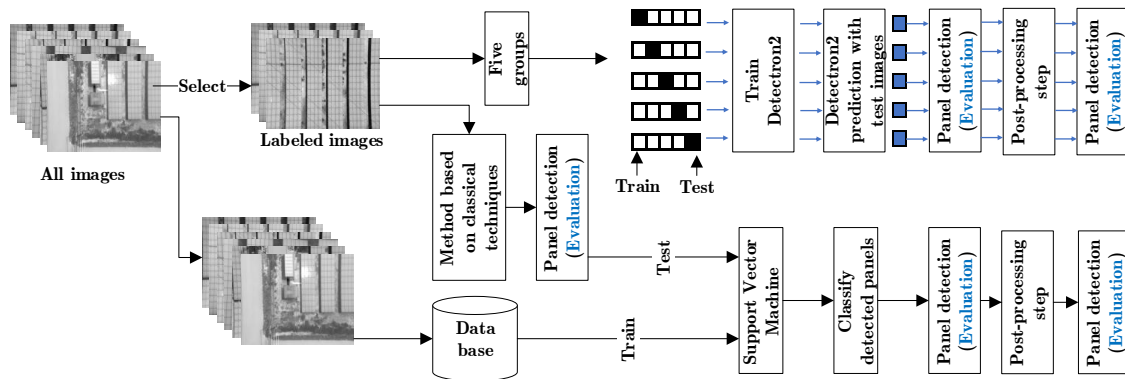 All images
Select
Labeled images
Five
groups
Train
Test
Train
Detectron2
Detectron2
prediction with
test images
Panel detection
(Evaluation)
Post-processing
step
Panel detection
(Evaluation)
Method based
on classical
techniques
Panel detection
(Evaluation)
Test
Data
base
Train
Support Vector
Machine
Classify
detected panels
Panel detection
(Evaluation)
Post-processing
step
Panel detection
(Evaluation)